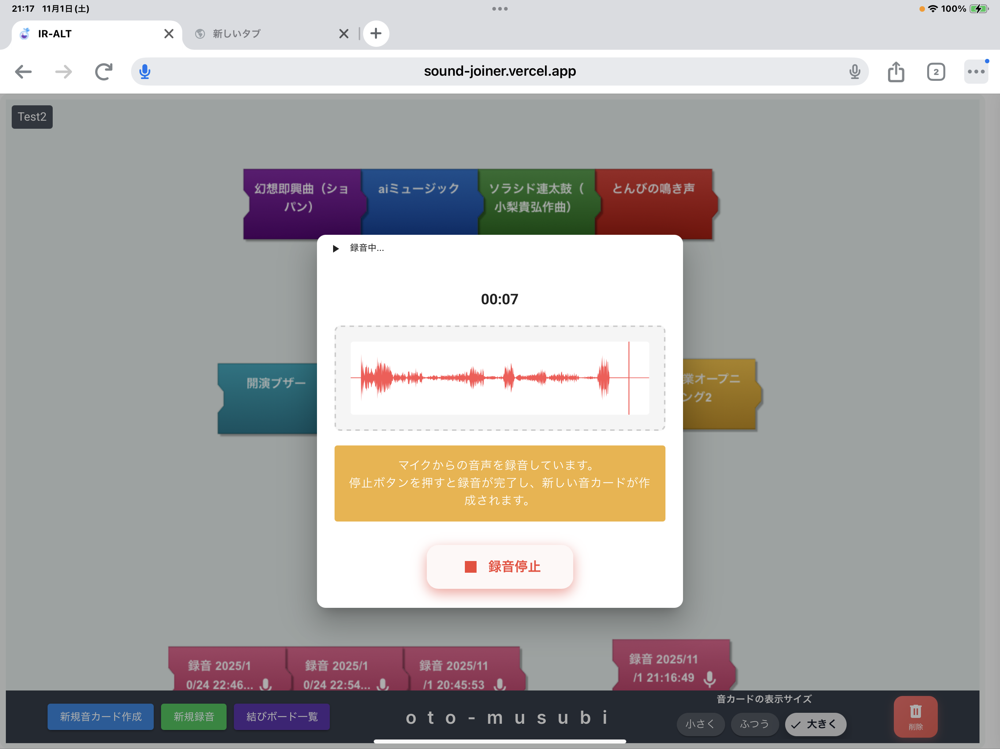 21:17 11月1日(土)
100%
IR-ALT
新しいタブ
sound-joiner.vercel.app
2
Test2
幻想即興曲（ショ
パン）
aiミュージック
ソラシド連太鼓（
小梨貴弘作曲）
とんびの鳴き声
録音中...
00:07
開演ブザー
業オープニ
ング2
マイクからの音声を録音しています。
停止ボタンを押すと録音が完了し、新しい音カードが作
成されます。
録音停止
録音 2025/1
0/24 22:46...
録音 2025/1
0/24 22:54...
録音 2025/11
/1 20:45:53
録音 2025/11
/1 21:16:49
新規音カード作成
新規録音
結びボード一覧
oto-musubi
音カードの表示サイズ
小さく
ふつう
大きく
削除